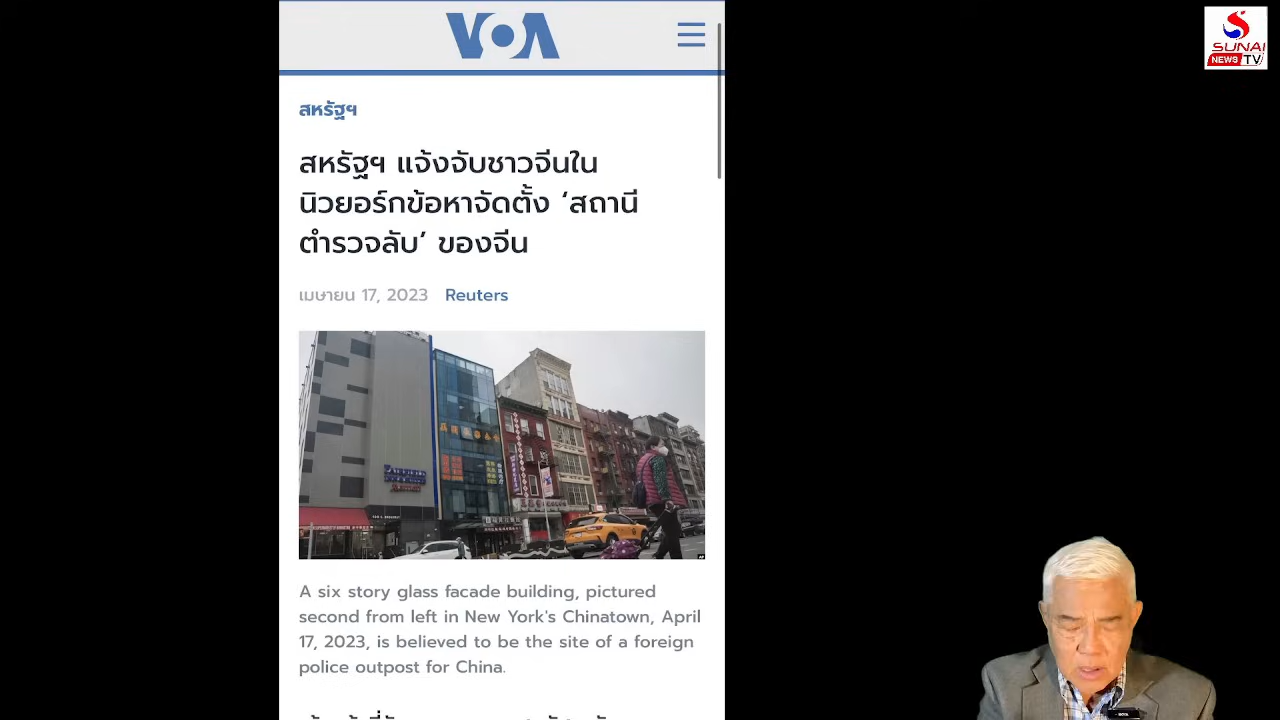 VOA
SUNAI
NEWS TV
สหรัฐฯ
สหรัฐฯ แจ้งจับชาวจีนใน
นิวยอร์กข้อหาจัดตั้ง ‘สถานี
ตำรวจลับ’ ของจีน
เมษายน 17, 2023 Reuters
A six story glass facade building, pictured
second from left in New York's Chinatown, April
17, 2023, is believed to be the site of a foreign
police outpost for China.